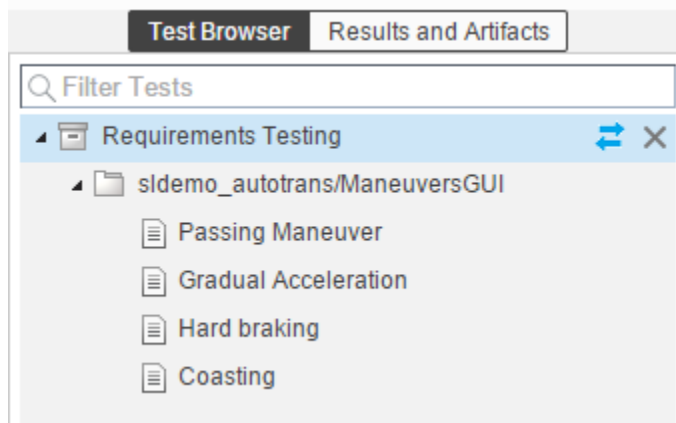 Test Browser Results and Artifacts
Filter Tests
Requirements Testing
sldemo_autotrans/ManeuversGUI
Passing Maneuver
Gradual Acceleration
Hard braking
Coasting